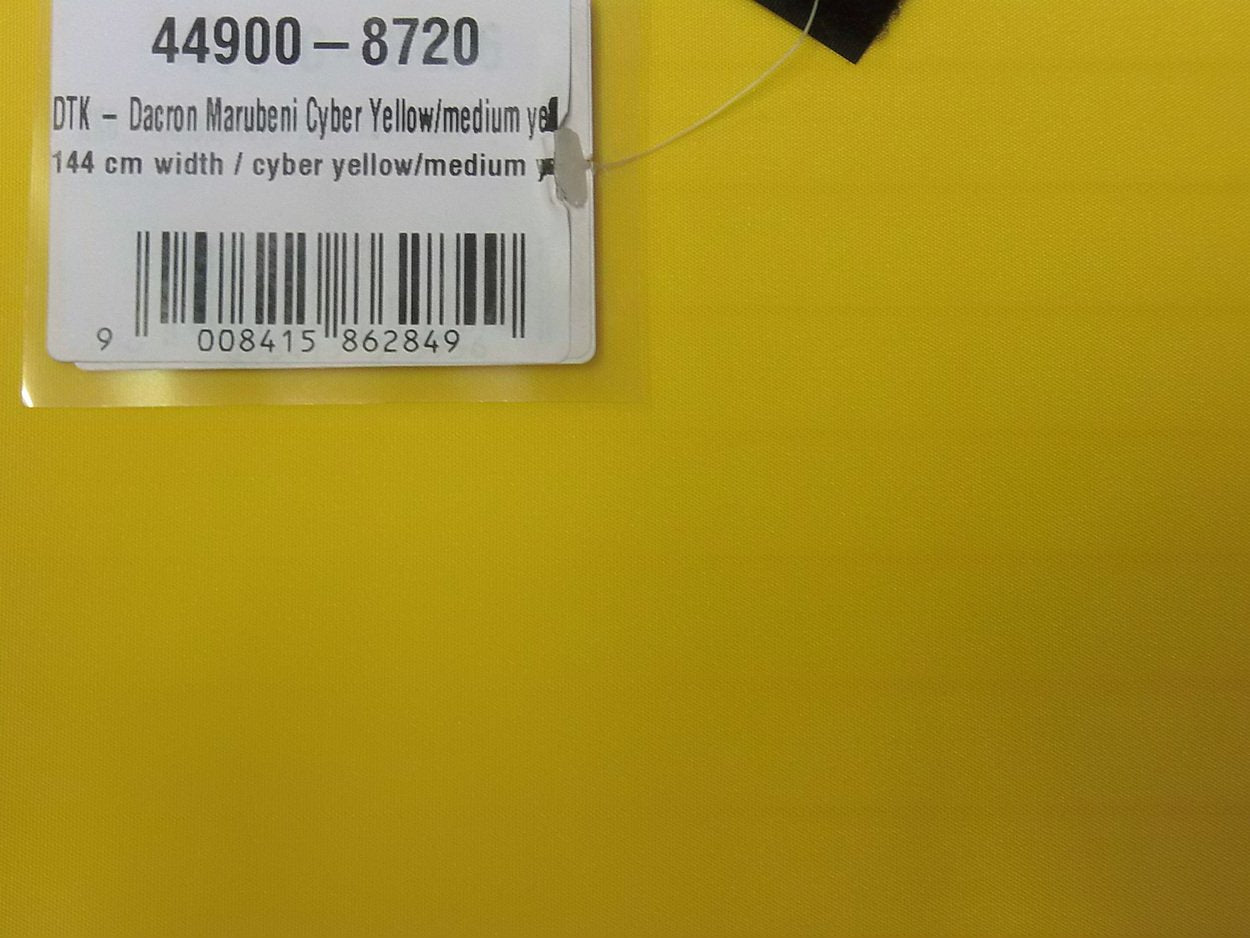 44900 – 8720
DTK – Dacron Marubeni Cyber Yellow/medium
144 cm width / cyber yellow/medium
9 008415 862849